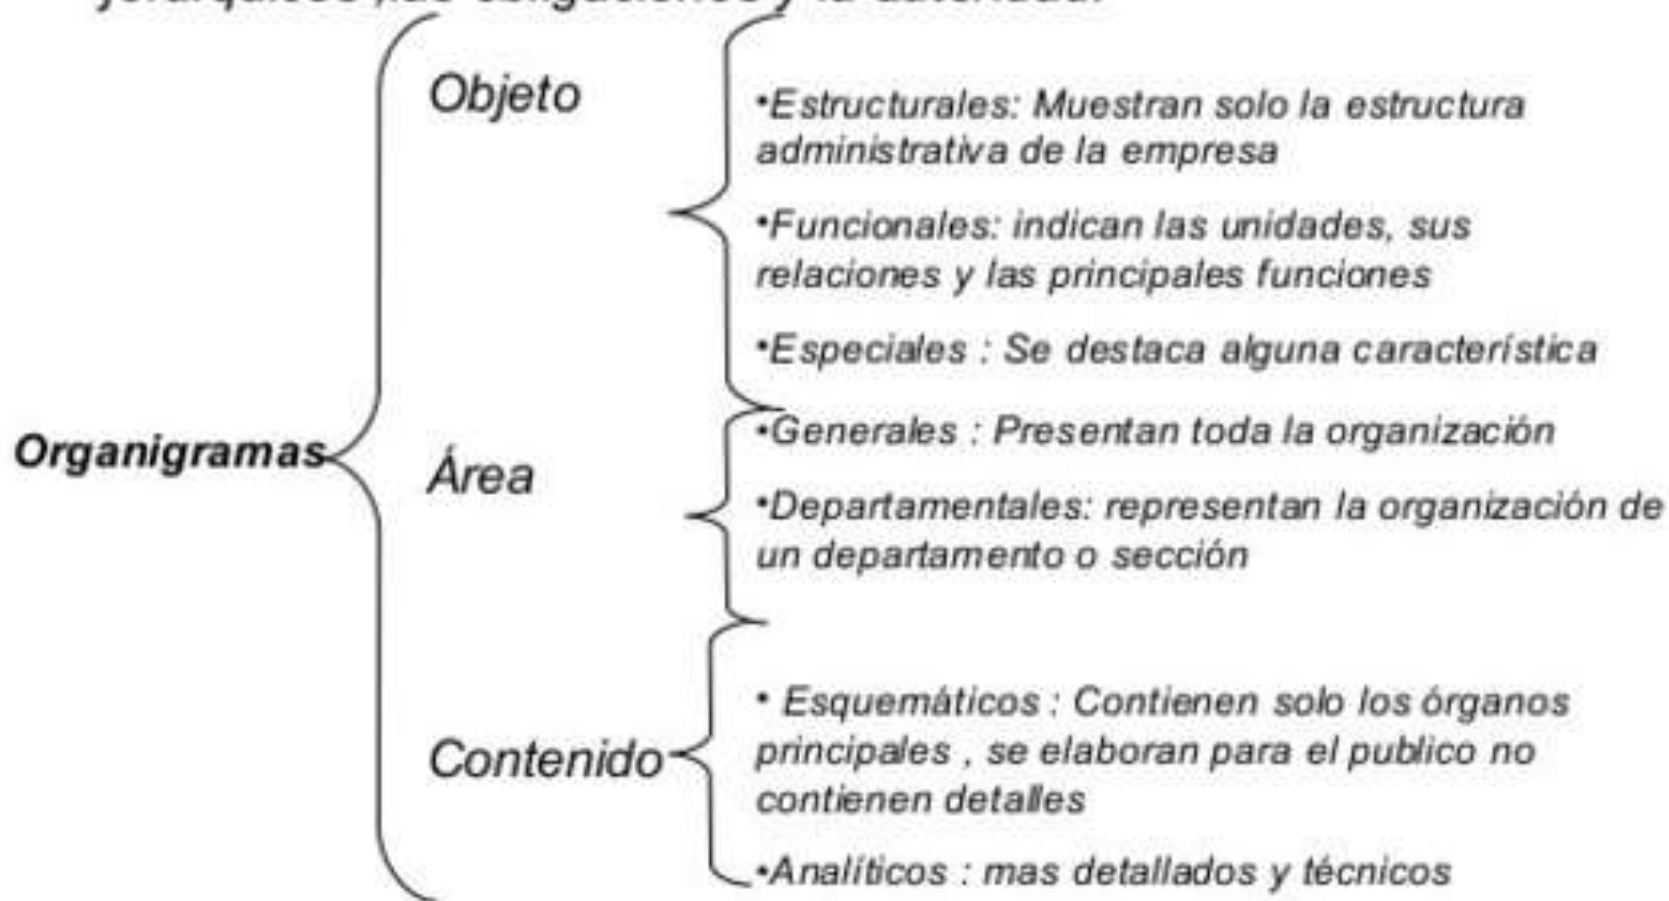 Objeto
•Estructurales: Muestran solo la estructura
administrativa de la empresa
•Funcionales: indican las unidades, sus
relaciones y las principales funciones
•Especiales : Se destaca alguna característica
Organigramas
Área
•Generales : Presentan toda la organización
•Departamentales: representan la organización de
un departamento o sección
Contenido
• Esquemáticos : Contienen solo los órganos
principales , se elaboran para el publico no
contienen detalles
•Analíticos : mas detallados y técnicos